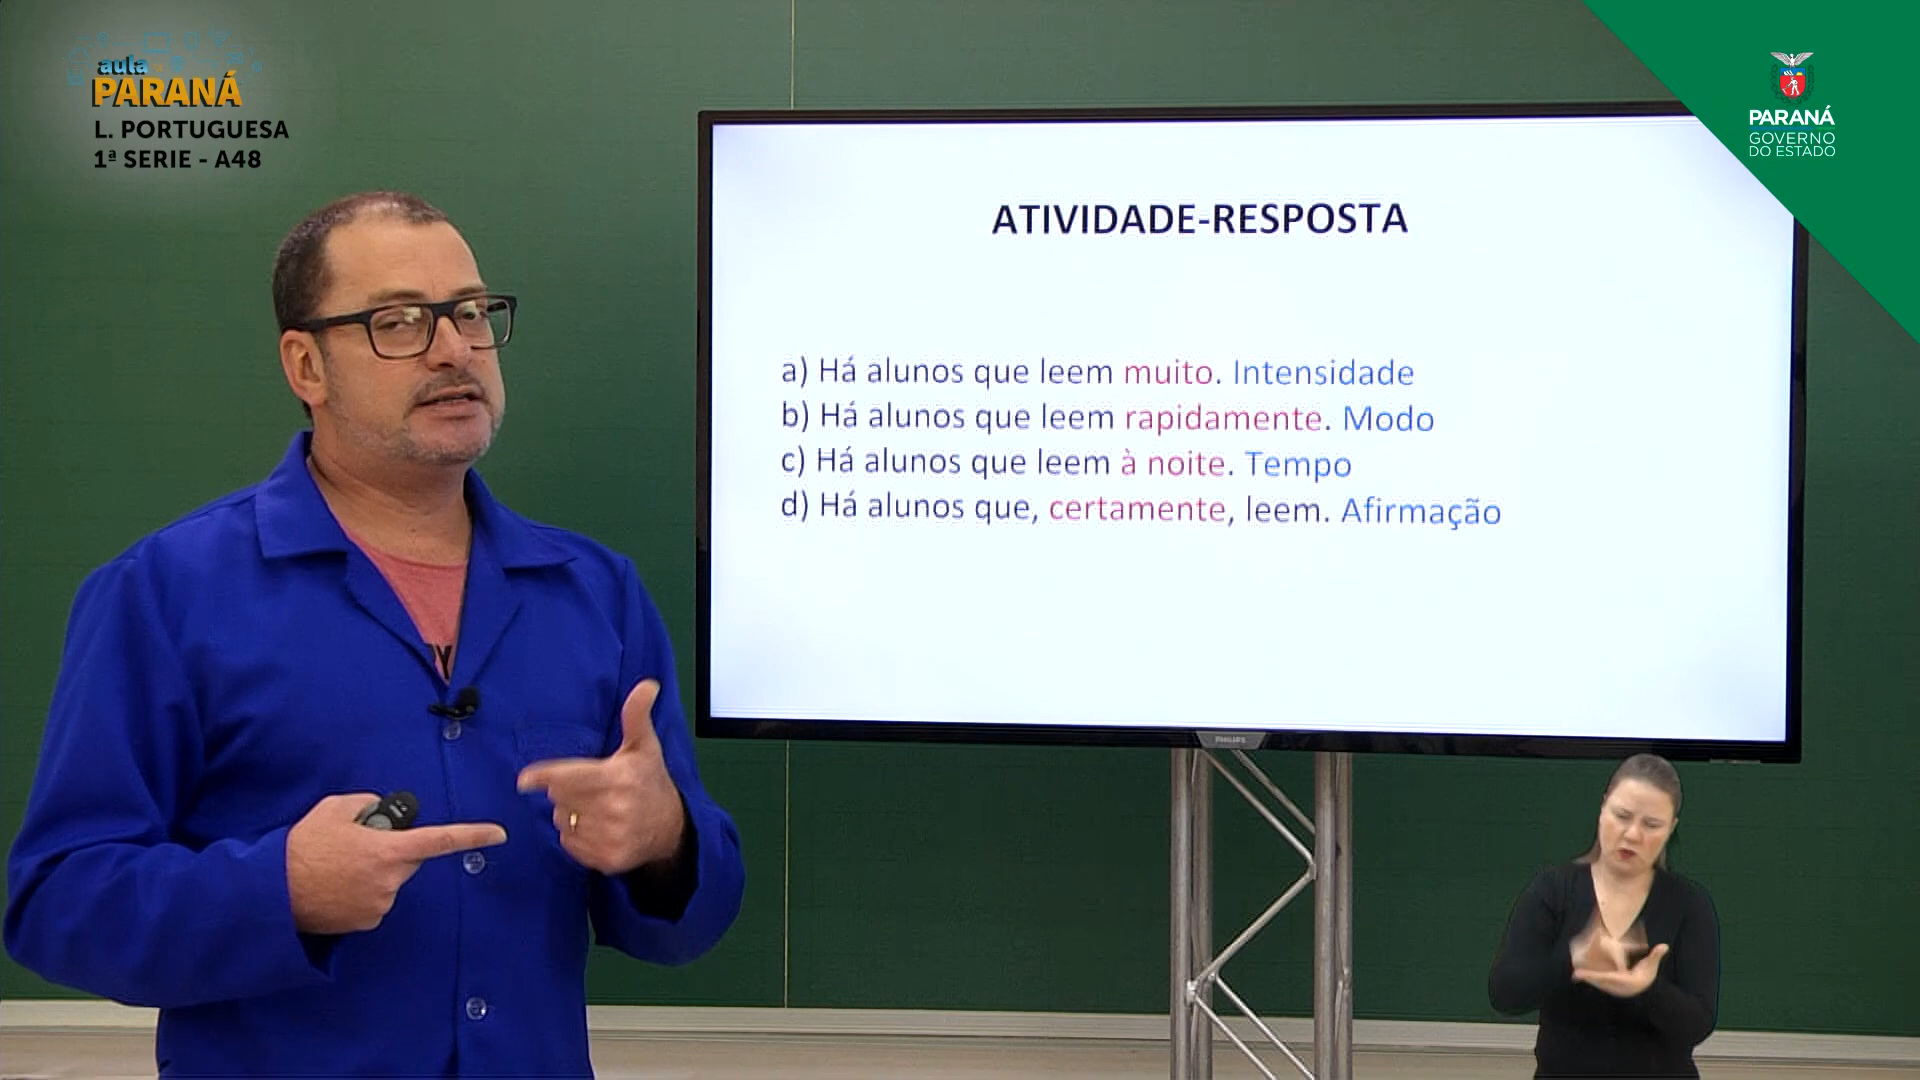 aula
PARANÁ
L. PORTUGUESA
1ª SERIE - A48
PARANÁ
GOVERNO
DO ESTADO
ATIVIDADE-RESPOSTA
a) Há alunos que leem muito. Intensidade
b) Há alunos que leem rapidamente. Modo
c) Há alunos que leem à noite. Tempo
d) Há alunos que, certamente, leem. Afirmação
PHILIPS